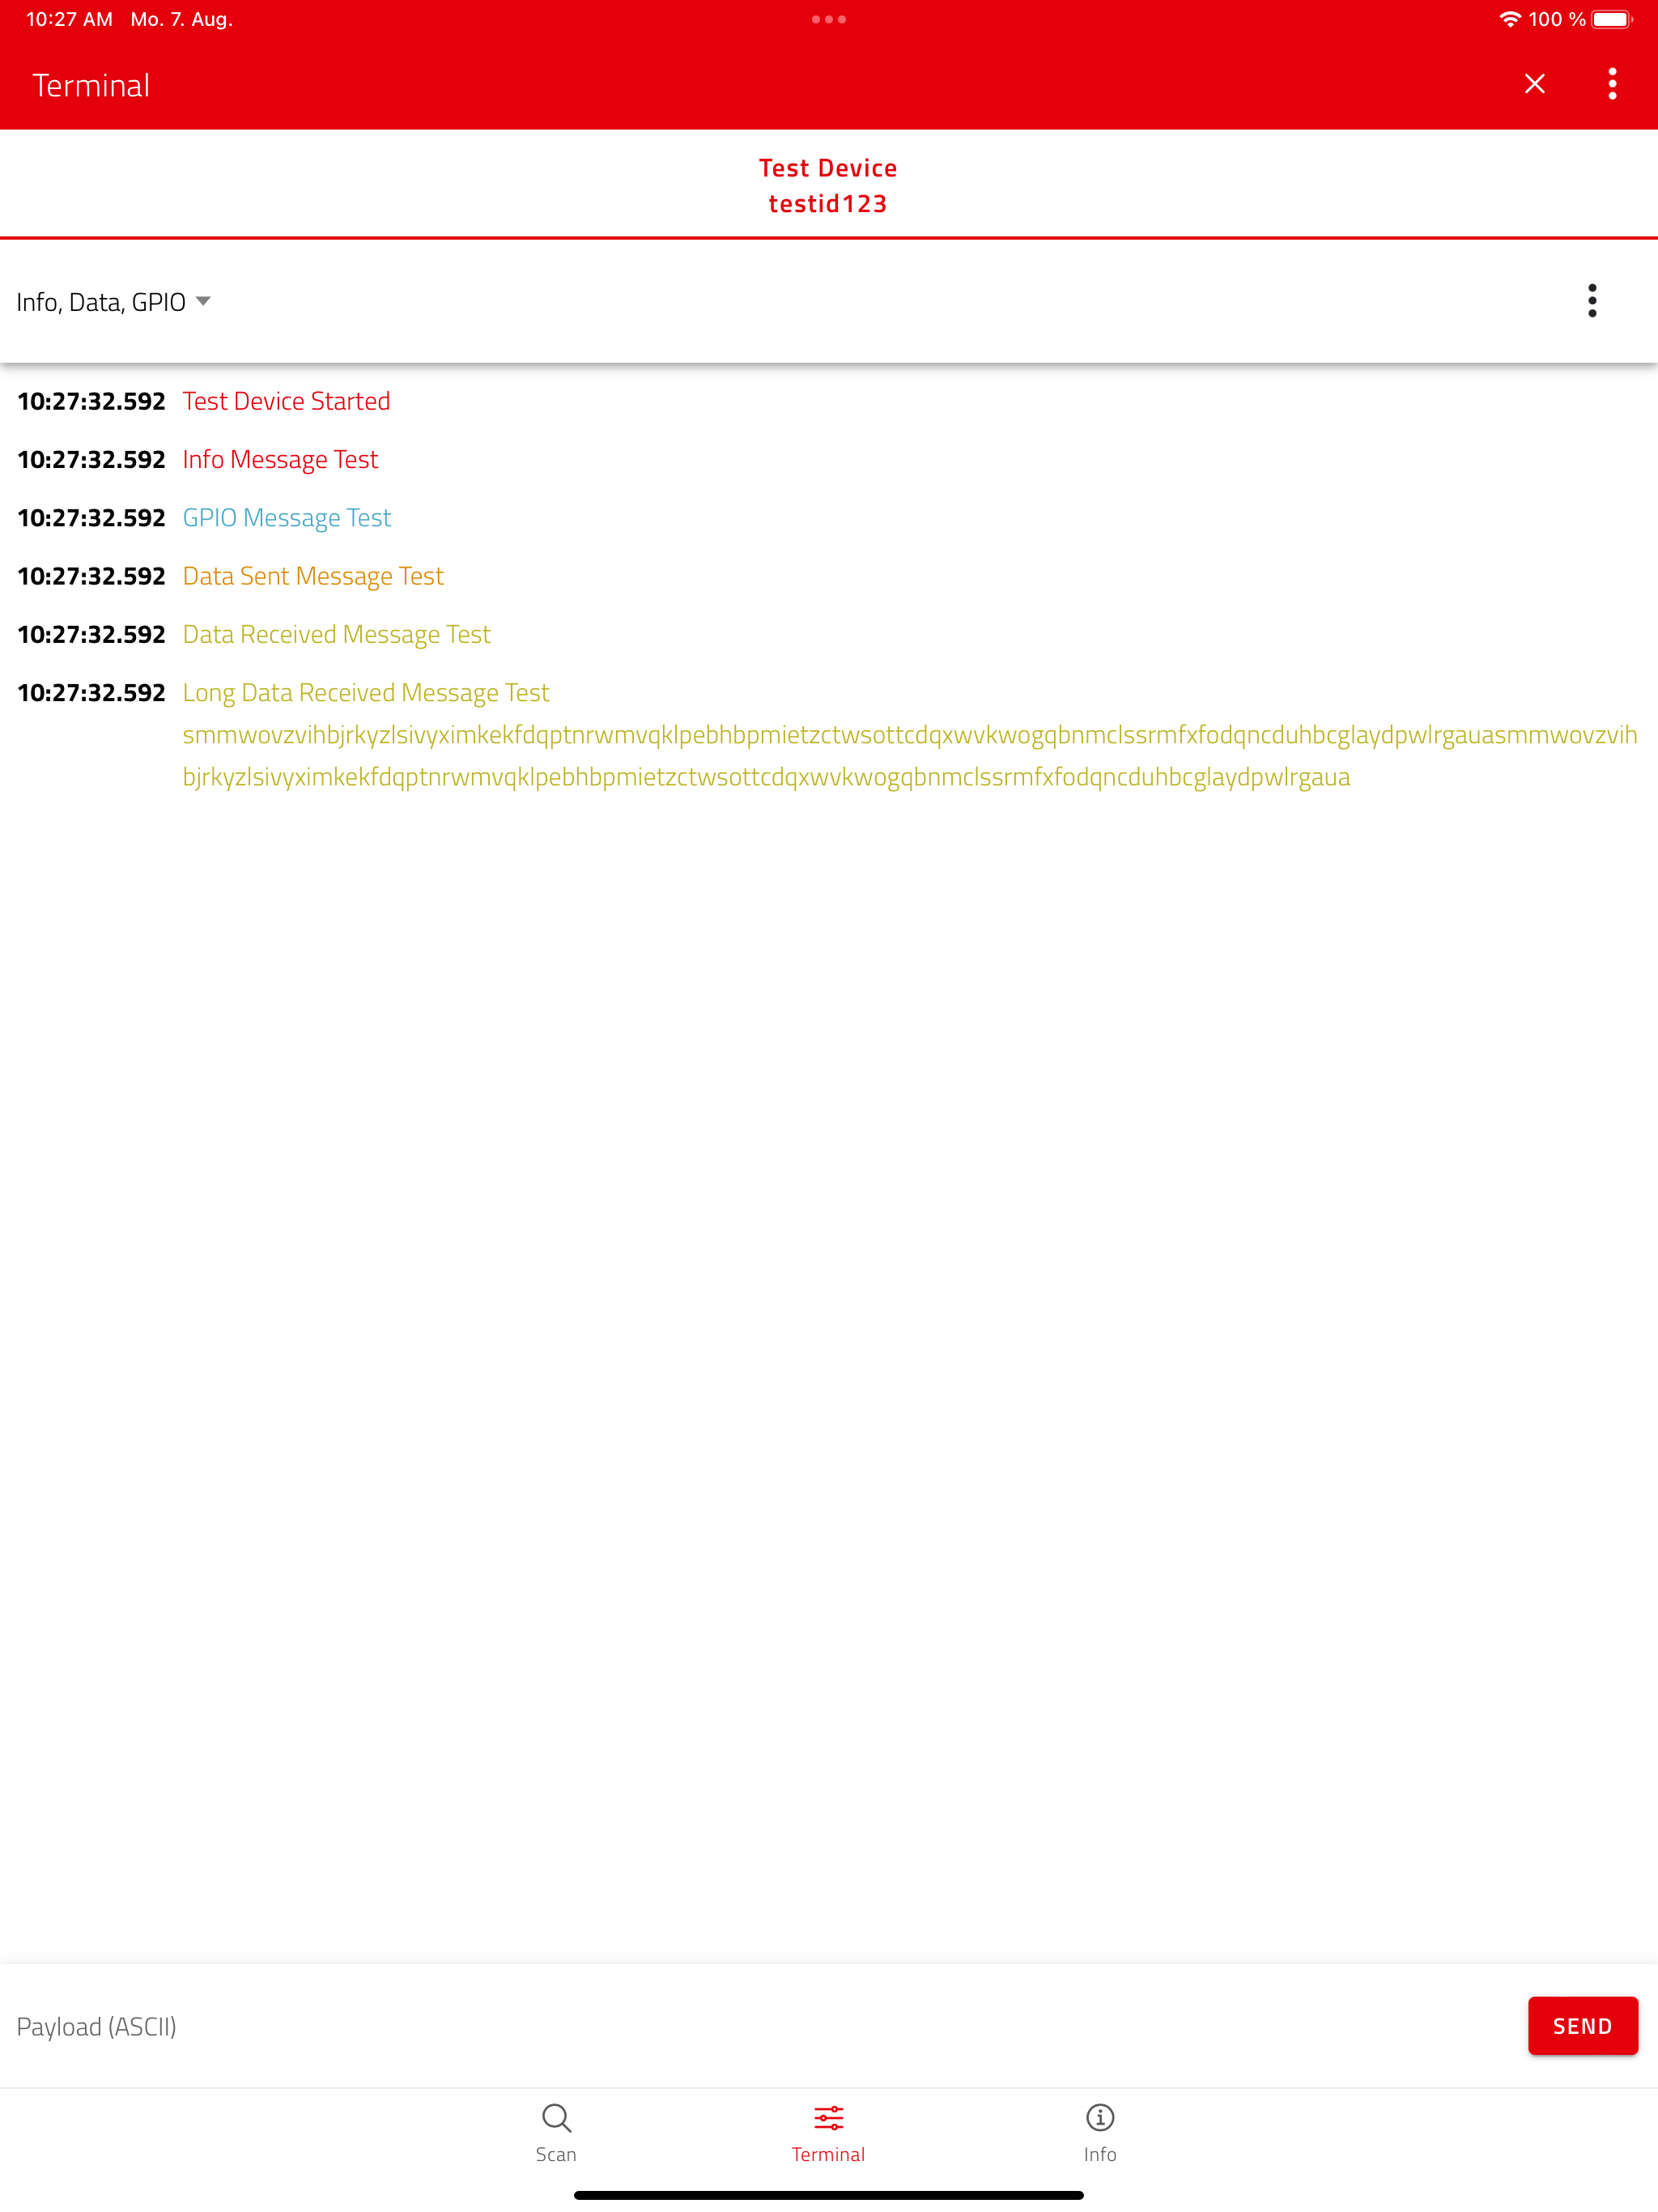 10:27 AM Mo. 7. Aug. 100 %
Terminal
Test Device
testid123
Info, Data, GPIO
10:27:32.592 Test Device Started
10:27:32.592 Info Message Test
10:27:32.592 GPIO Message Test
10:27:32.592 Data Sent Message Test
10:27:32.592 Data Received Message Test
10:27:32.592 Long Data Received Message Test
smmwovzvihbjrkyzlsivyximkekfdqptnrwmvqklpebhbpmietzctwsottcdqxwvkwogqbnmclssrmfxfodqncduhbcglaydpwlrgauasmmwovzvih
bjrkyzlsivyximkekfdqptnrwmvqklpebhbpmietzctwsottcdqxwvkwogqbnmclssrmfxfodqncduhbcglaydpwlrgaua
Payload (ASCII)
SEND
Scan
Terminal
Info